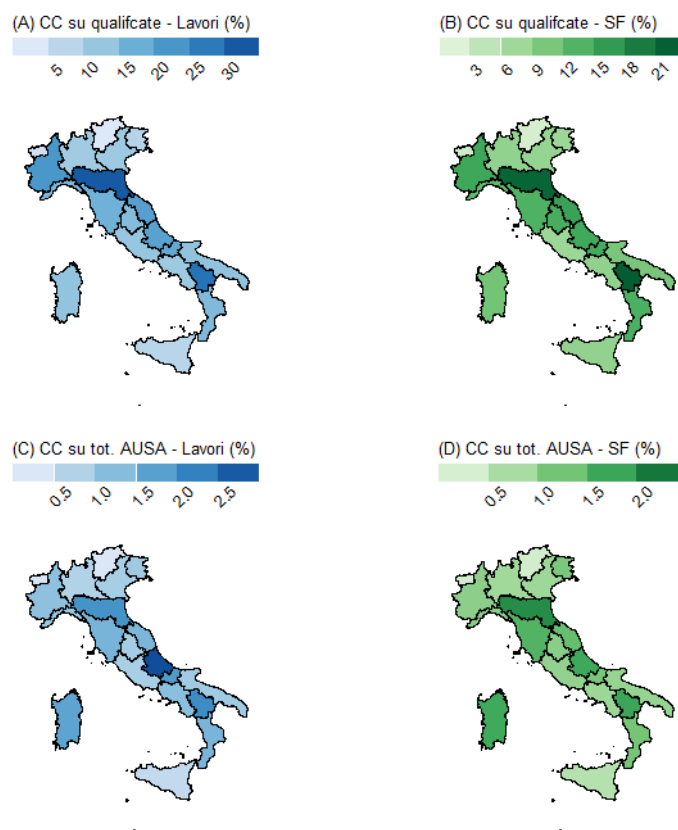 (A) CC su qualifcate - Lavori (%)
5 10 15 20 25 30
(B) CC su qualifcate - SF (%)
3 6 9 12 15 18 21
(C) CC su tot. AUSA - Lavori (%)
0.5 1.0 1.5 2.0 2.5
(D) CC su tot. AUSA - SF (%)
0.5 1.0 1.5 2.0